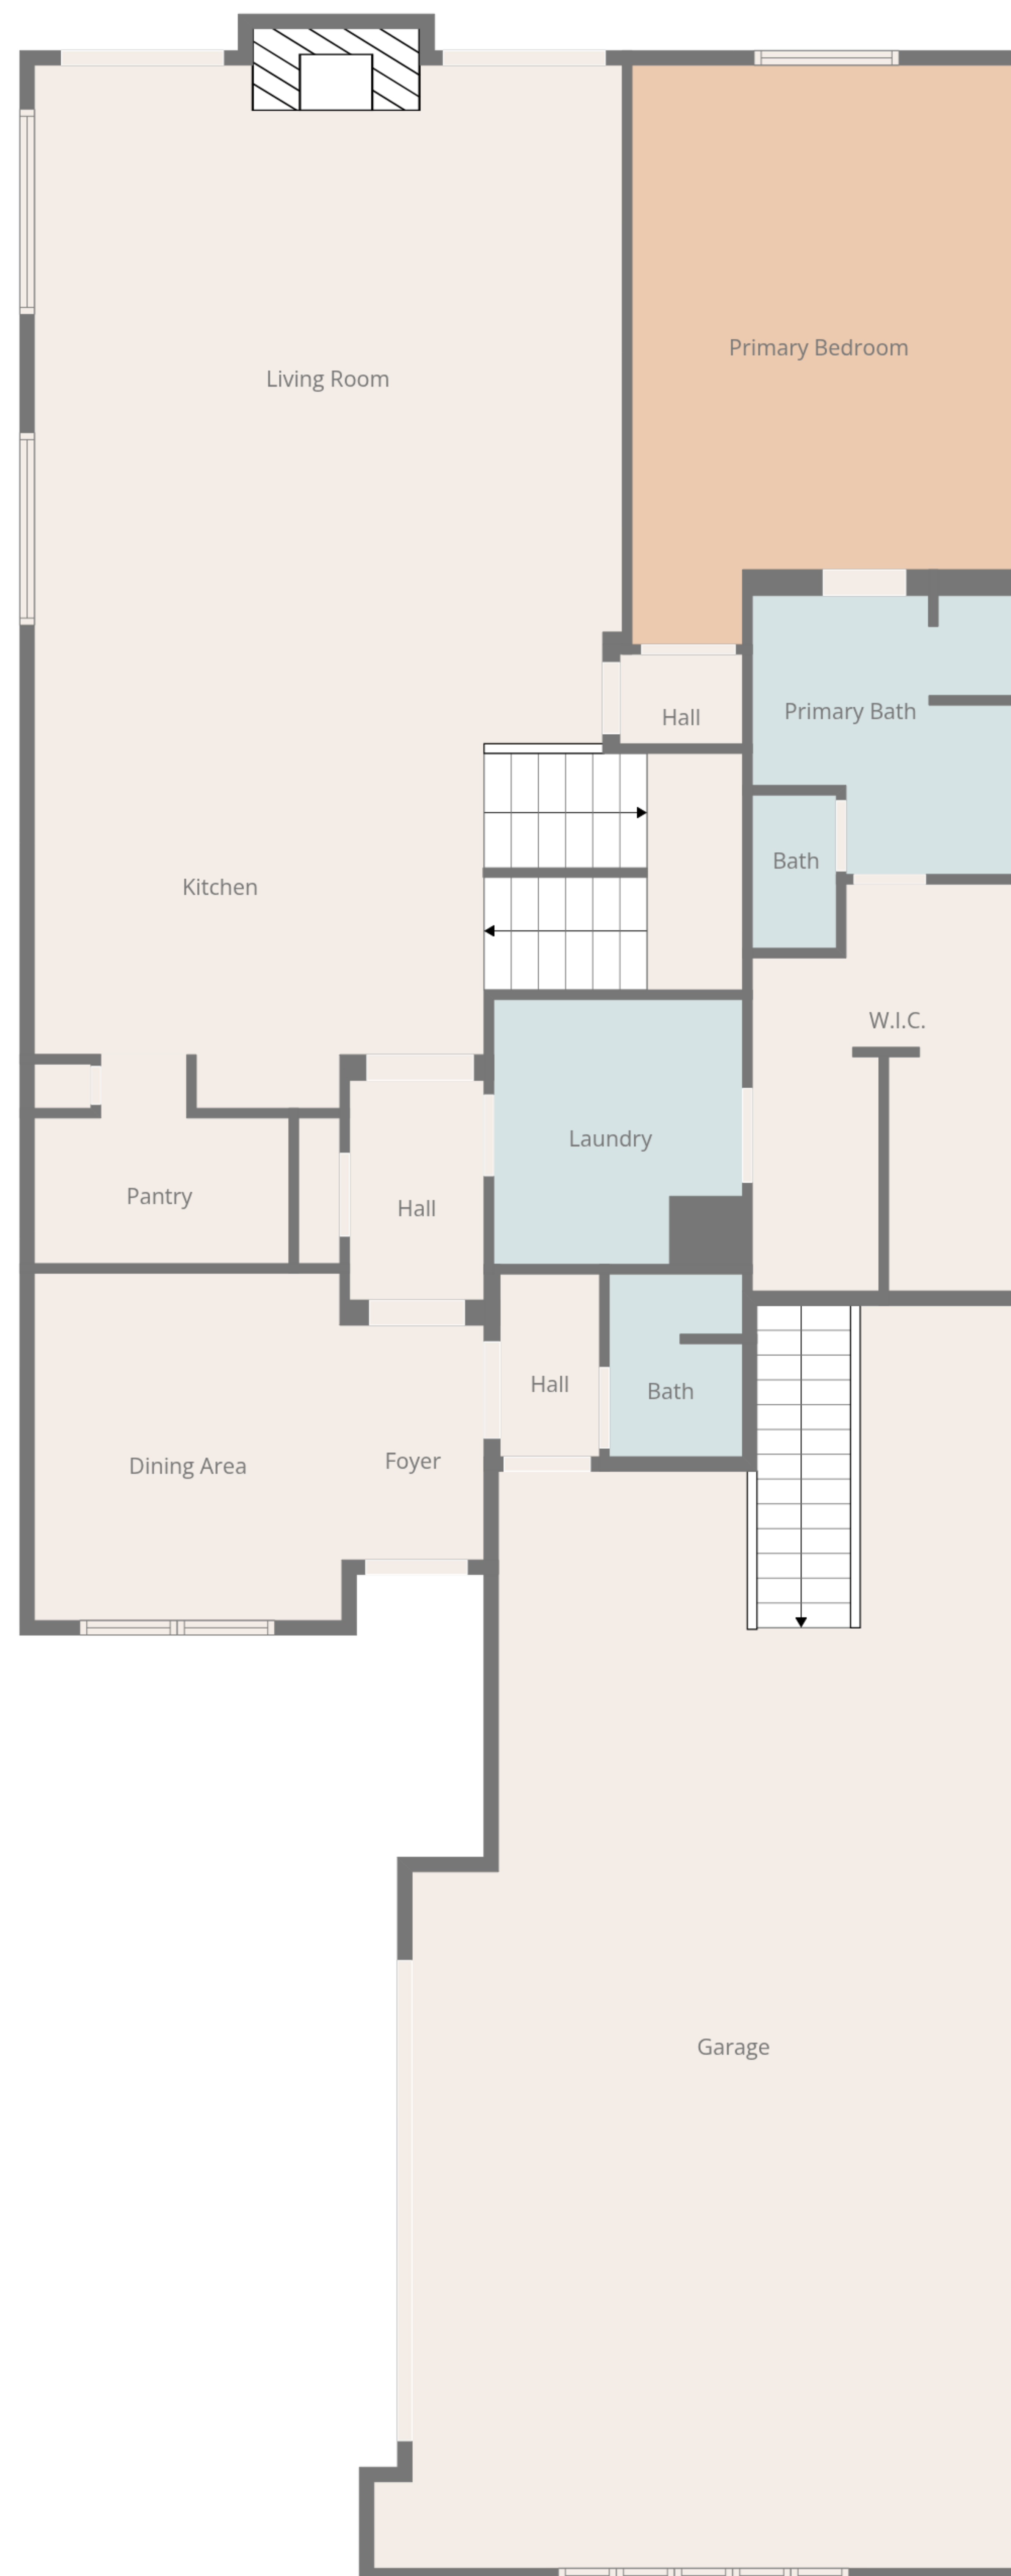 Primary Bedroom
Living Room
Primary Bath
Hall
Bath
Kitchen
W.I.C.
Laundry
Pantry
Hall
Hall
Bath
Foyer
Dining Area
Garage